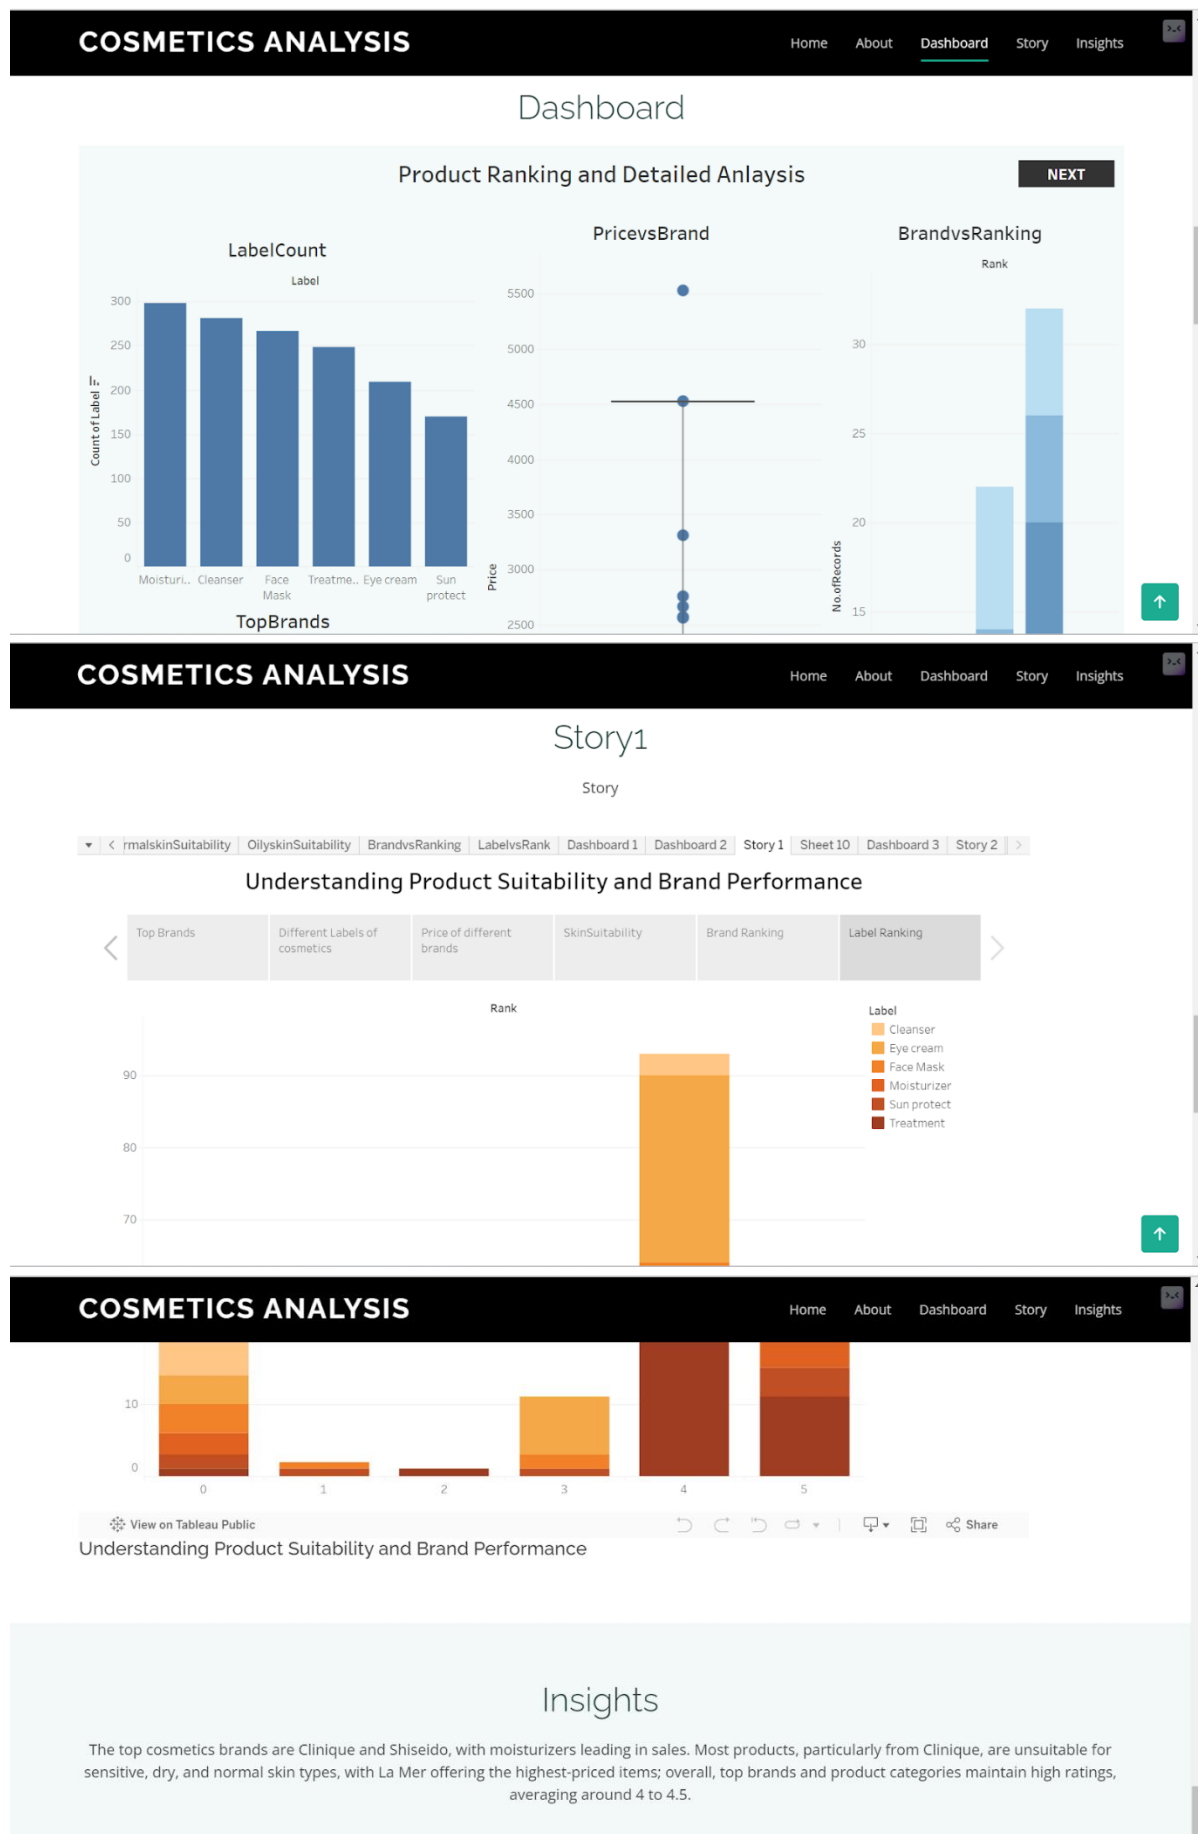 COSMETICS ANALYSIS
Home About Dashboard Story Insights
Dashboard
Product Ranking and Detailed Anlaysis
NEXT
LabelCount
Label
300
250
200
150
100
50
0
Count of Label
Moisturi.. Cleanser Face Mask Treatme.. Eye cream Sun protect
TopBrands
PricevsBrand
5500
5000
4500
4000
3500
3000
2500
Price
BrandvsRanking
Rank
30
25
20
15
No.ofRecords
COSMETICS ANALYSIS
Home About Dashboard Story Insights
Story1
Story
rmalskinSuitability OilyskinSuitability BrandvsRanking LabelvsRank Dashboard 1 Dashboard 2 Story 1 Sheet 10 Dashboard 3 Story 2
Understanding Product Suitability and Brand Performance
Top Brands
Different Labels of cosmetics
Price of different brands
SkinSuitability
Brand Ranking
Label Ranking
Rank
90
80
70
Label
Cleanser
Eye cream
Face Mask
Moisturizer
Sun protect
Treatment
COSMETICS ANALYSIS
Home About Dashboard Story Insights
10
0
0 1 2 3 4 5
View on Tableau Public
Share
Understanding Product Suitability and Brand Performance
Insights
The top cosmetics brands are Clinique and Shiseido, with moisturizers leading in sales. Most products, particularly from Clinique, are unsuitable for
sensitive, dry, and normal skin types, with La Mer offering the highest-priced items; overall, top brands and product categories maintain high ratings,
averaging around 4 to 4.5.